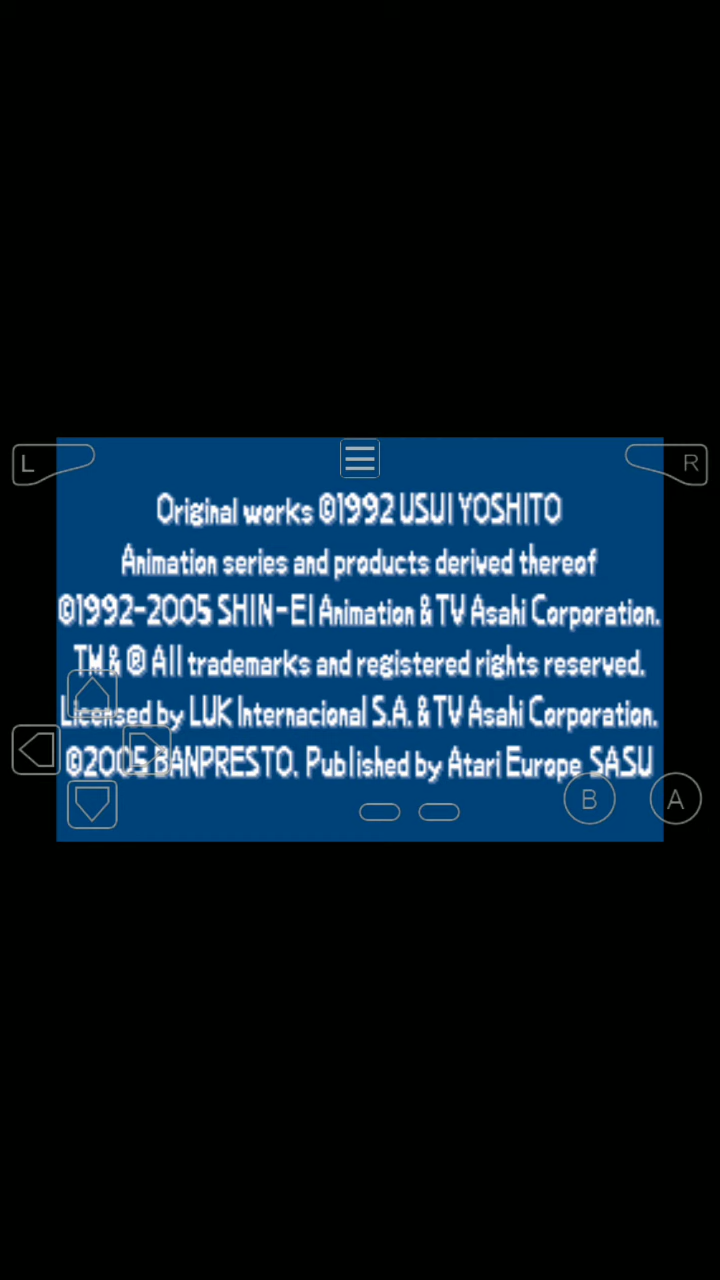 L
R
Original works ©1992 USUI YOSHITO
Animation series and products derived thereof
©1992-2005 SHIN-EI Animation & TV Asahi Corporation.
TM & ® All trademarks and registered rights reserved.
Licensed by LUK Internacional S.A. & TV Asahi Corporation.
©2005 BANPRESTO. Published by Atari Europe SASU
B
A